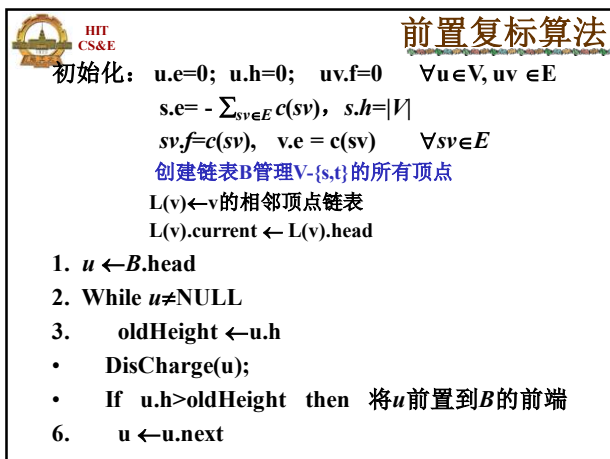 HIT
CS&E
前置复标算法
初始化： u.e=0; u.h=0; uv.f=0 ∀u∈V, uv ∈E
s.e= - ∑sv∈E c(sv)， s.h=|V|
sv.f=c(sv), v.e = c(sv) ∀sv∈E
创建链表B管理V-{s,t}的所有顶点
L(v)←v的相邻顶点链表
L(v).current ← L(v).head
1. u ←B.head
2. While u≠NULL
3. oldHeight ←u.h
• DisCharge(u);
• If u.h>oldHeight then 将u前置到B的前端
6. u ←u.next